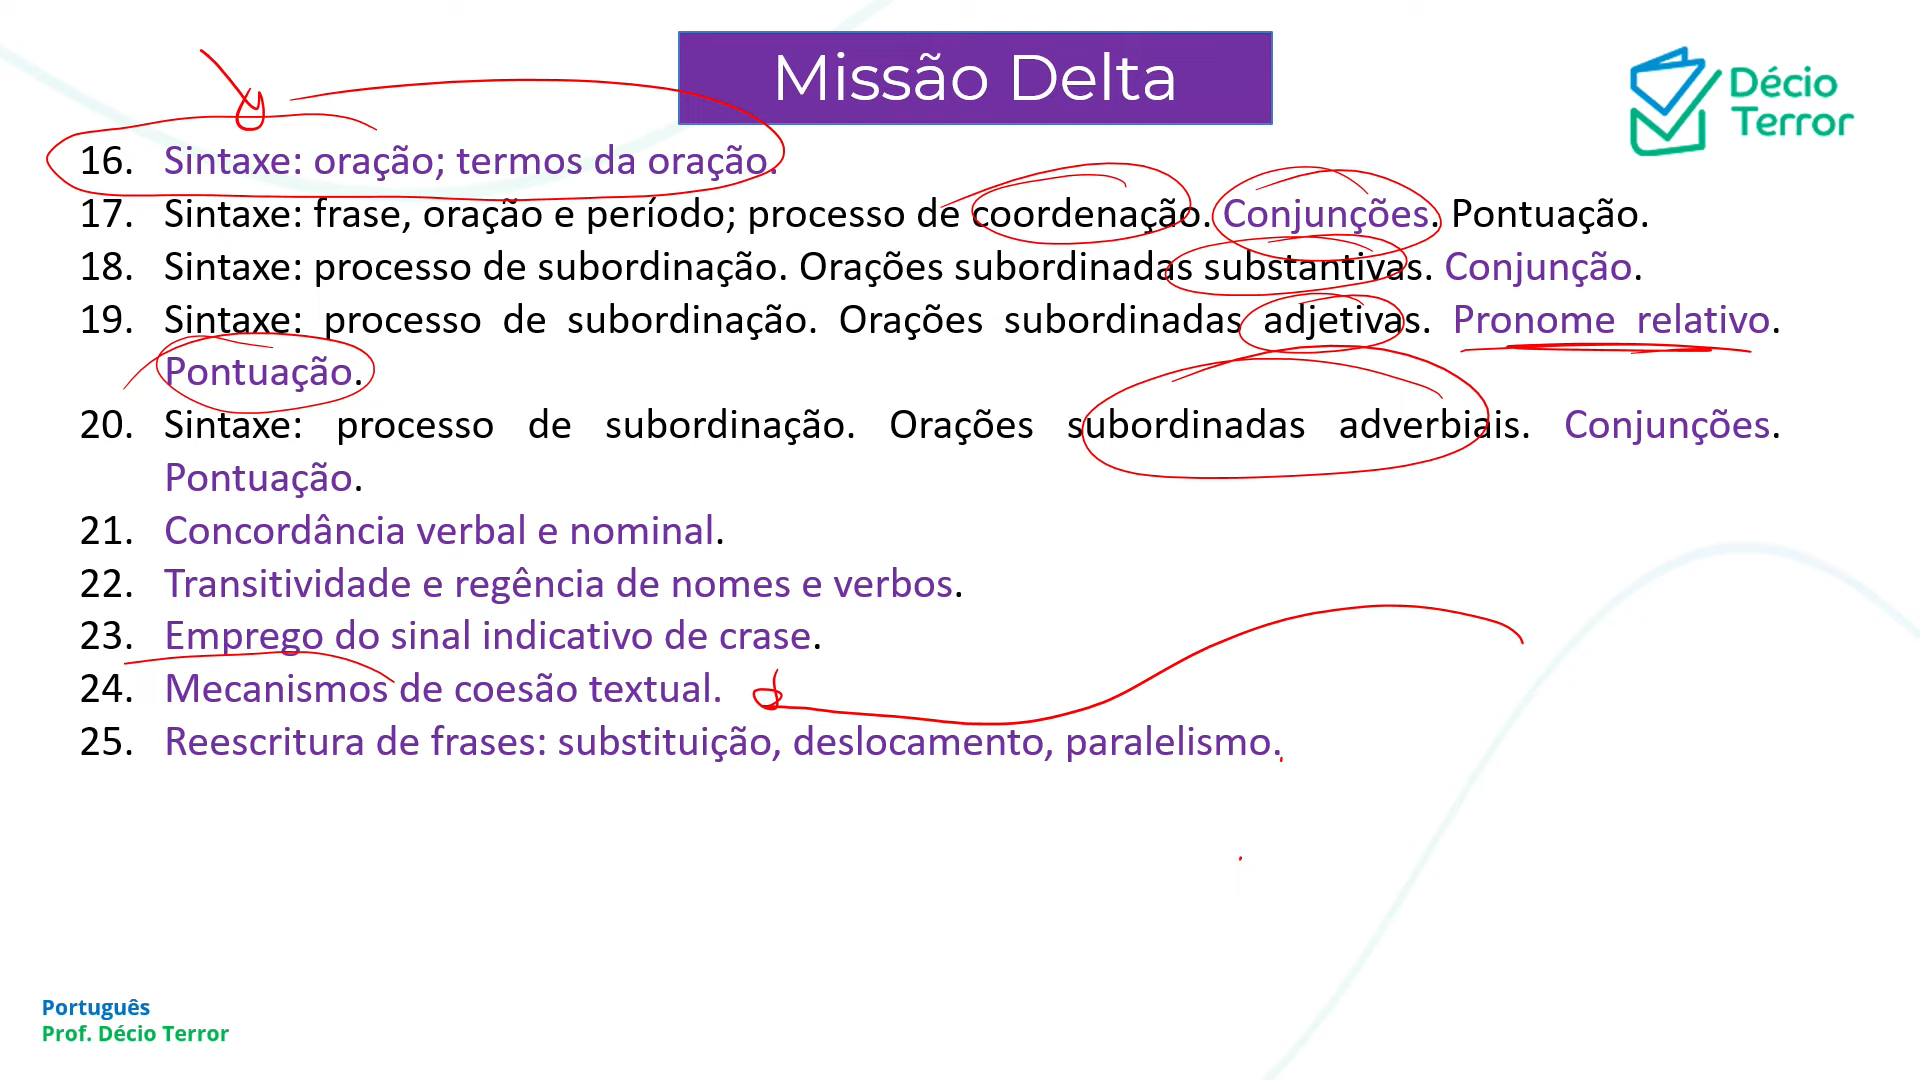 Missão Delta
Décio
Terror
16. Sintaxe: oração; termos da oração.
17. Sintaxe: frase, oração e período; processo de coordenação. Conjunções. Pontuação.
18. Sintaxe: processo de subordinação. Orações subordinadas substantivas. Conjunção.
19. Sintaxe: processo de subordinação. Orações subordinadas adjetivas. Pronome relativo.
Pontuação.
20. Sintaxe: processo de subordinação. Orações subordinadas adverbiais. Conjunções.
Pontuação.
21. Concordância verbal e nominal.
22. Transitividade e regência de nomes e verbos.
23. Emprego do sinal indicativo de crase.
24. Mecanismos de coesão textual.
25. Reescritura de frases: substituição, deslocamento, paralelismo.
Português
Prof. Décio Terror